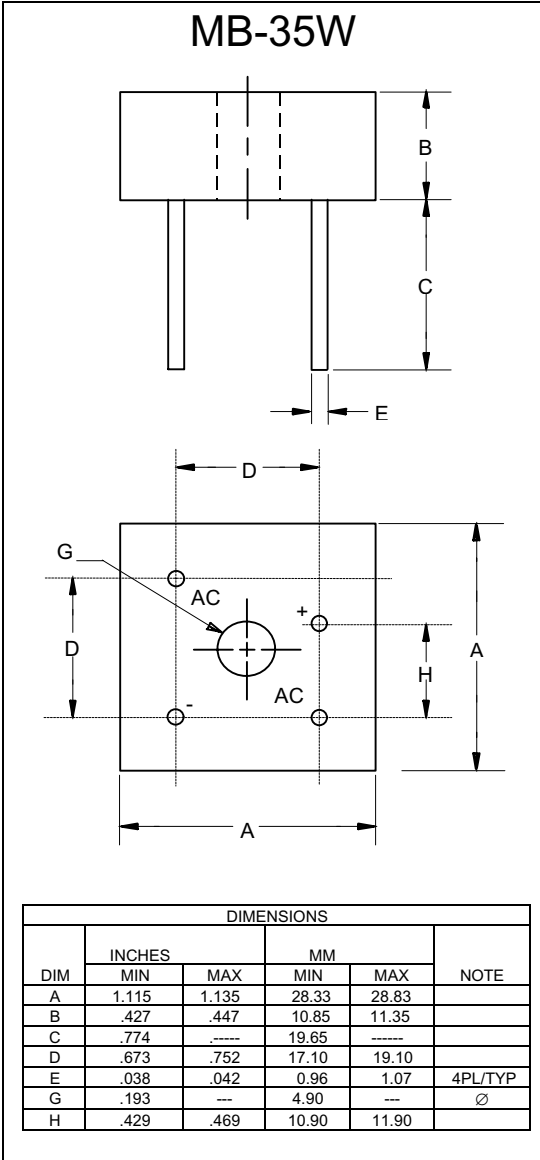 MB-35W
B
C
E
D
G
AC
+
D
A
H
AC
-
A
DIMENSIONS
INCHES MM
DIM MIN MAX MIN MAX NOTE
A 1.115 1.135 28.33 28.83
B .427 .447 10.85 11.35
C .774 .----- 19.65 ------
D .673 .752 17.10 19.10
E .038 .042 0.96 1.07 4PL/TYP
G .193 --- 4.90 --- ∅
H .429 .469 10.90 11.90